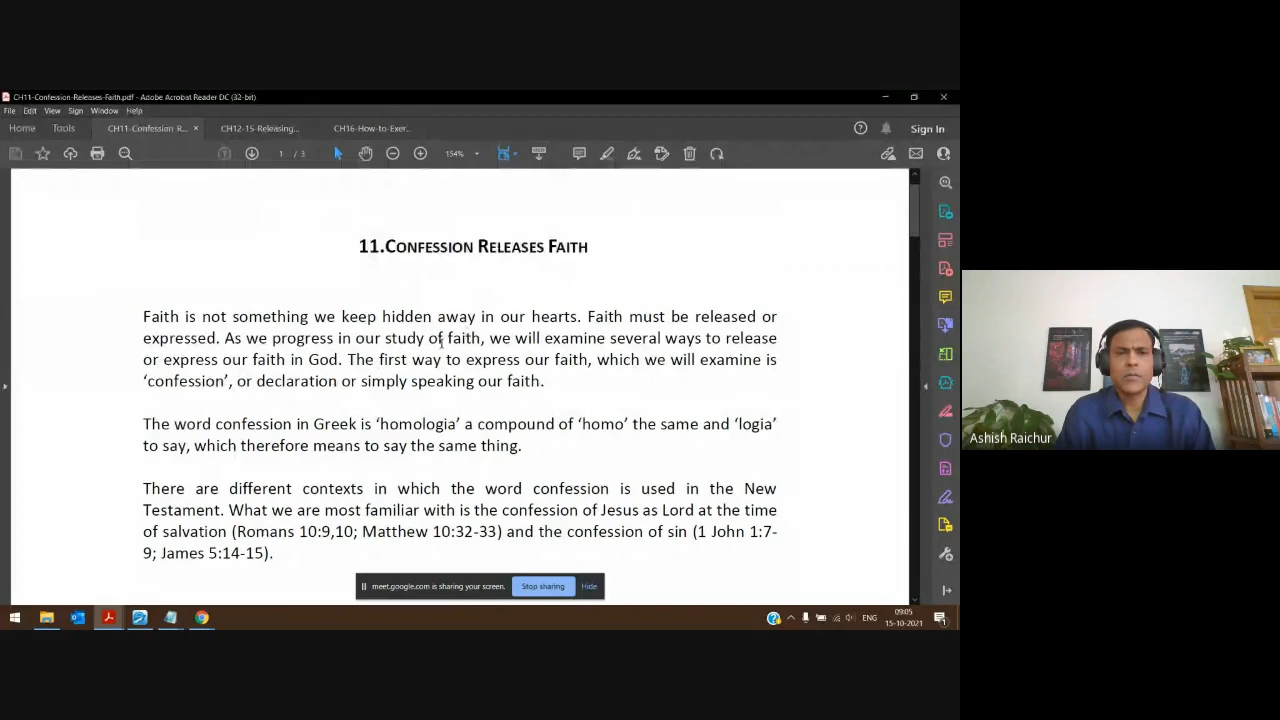 CH11-Confession-Releases-Faith.pdf - Adobe Acrobat Reader DC (32-bit)
File Edit View Sign Window Help
Home Tools CH11-Confession R... × CH12-15-Releasing... CH16-How-to-Exer... Sign In
1 / 3 154%
11.CONFESSION RELEASES FAITH
Faith is not something we keep hidden away in our hearts. Faith must be released or
expressed. As we progress in our study of faith, we will examine several ways to release
or express our faith in God. The first way to express our faith, which we will examine is
‘confession’, or declaration or simply speaking our faith.
The word confession in Greek is ‘homologia’ a compound of ‘homo’ the same and ‘logia’
to say, which therefore means to say the same thing.
There are different contexts in which the word confession is used in the New
Testament. What we are most familiar with is the confession of Jesus as Lord at the time
of salvation (Romans 10:9,10; Matthew 10:32-33) and the confession of sin (1 John 1:7-
9; James 5:14-15).
meet.google.com is sharing your screen. Stop sharing Hide
ENG
09:05
15-10-2021
Ashish Raichur